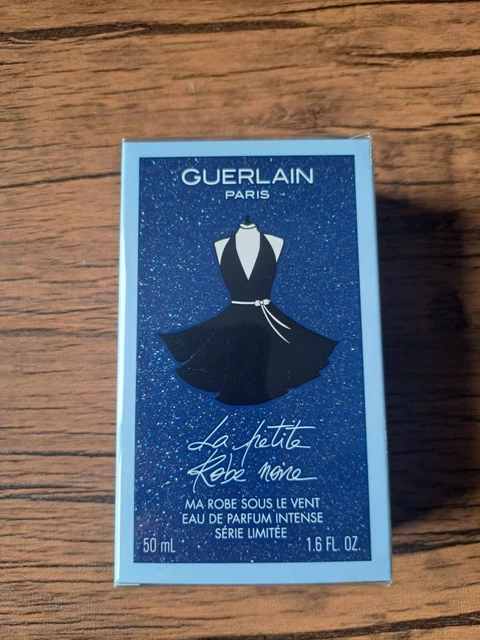 GUERLAIN
PARIS
La petite
Robe noire
MA ROBE SOUS LE VENT
EAU DE PARFUM INTENSE
SÉRIE LIMITÉE
50 mL 1.6 FL. OZ.